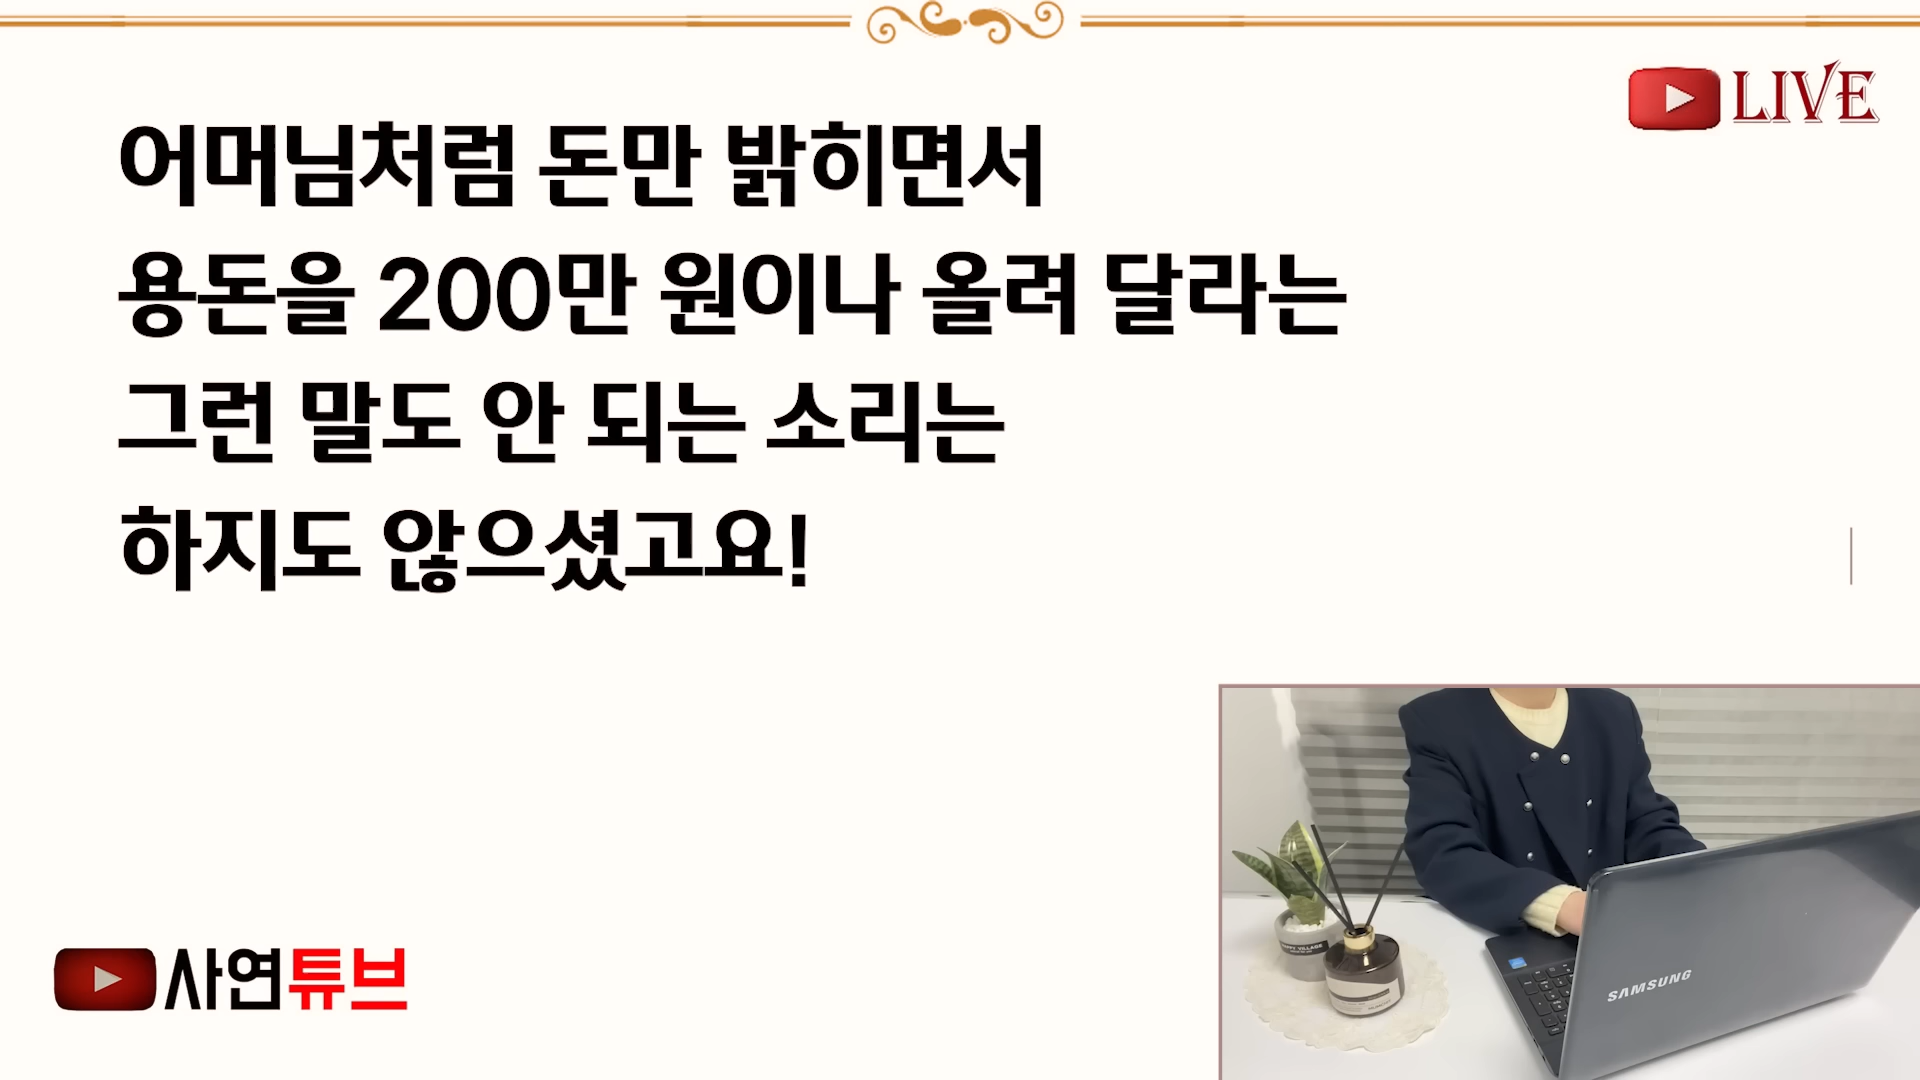 LIVE
어머님처럼 돈만 밝히면서
용돈을 200만 원이나 올려 달라는
그런 말도 안 되는 소리는
하지도 않으셨고요!
사연튜브
SAMSUNG